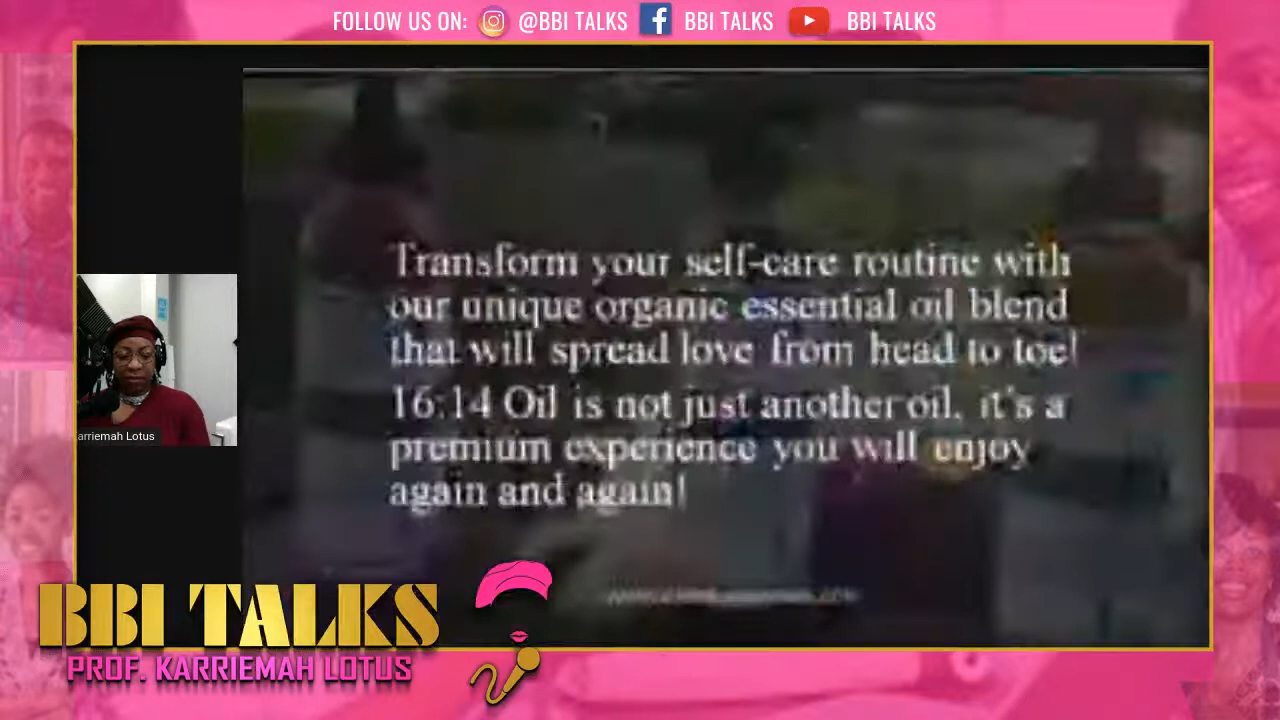 FOLLOW US ON: @BBI TALKS BBI TALKS BBI TALKS
Transform your self-care routine with
our unique organic essential oil blend
that will spread love from head to toe!
16:14 Oil is not just another oil, it's a
premium experience you will enjoy
again and again!
arriemah Lotus
BBI TALKS
PROF. KARRIEMAH LOTUS